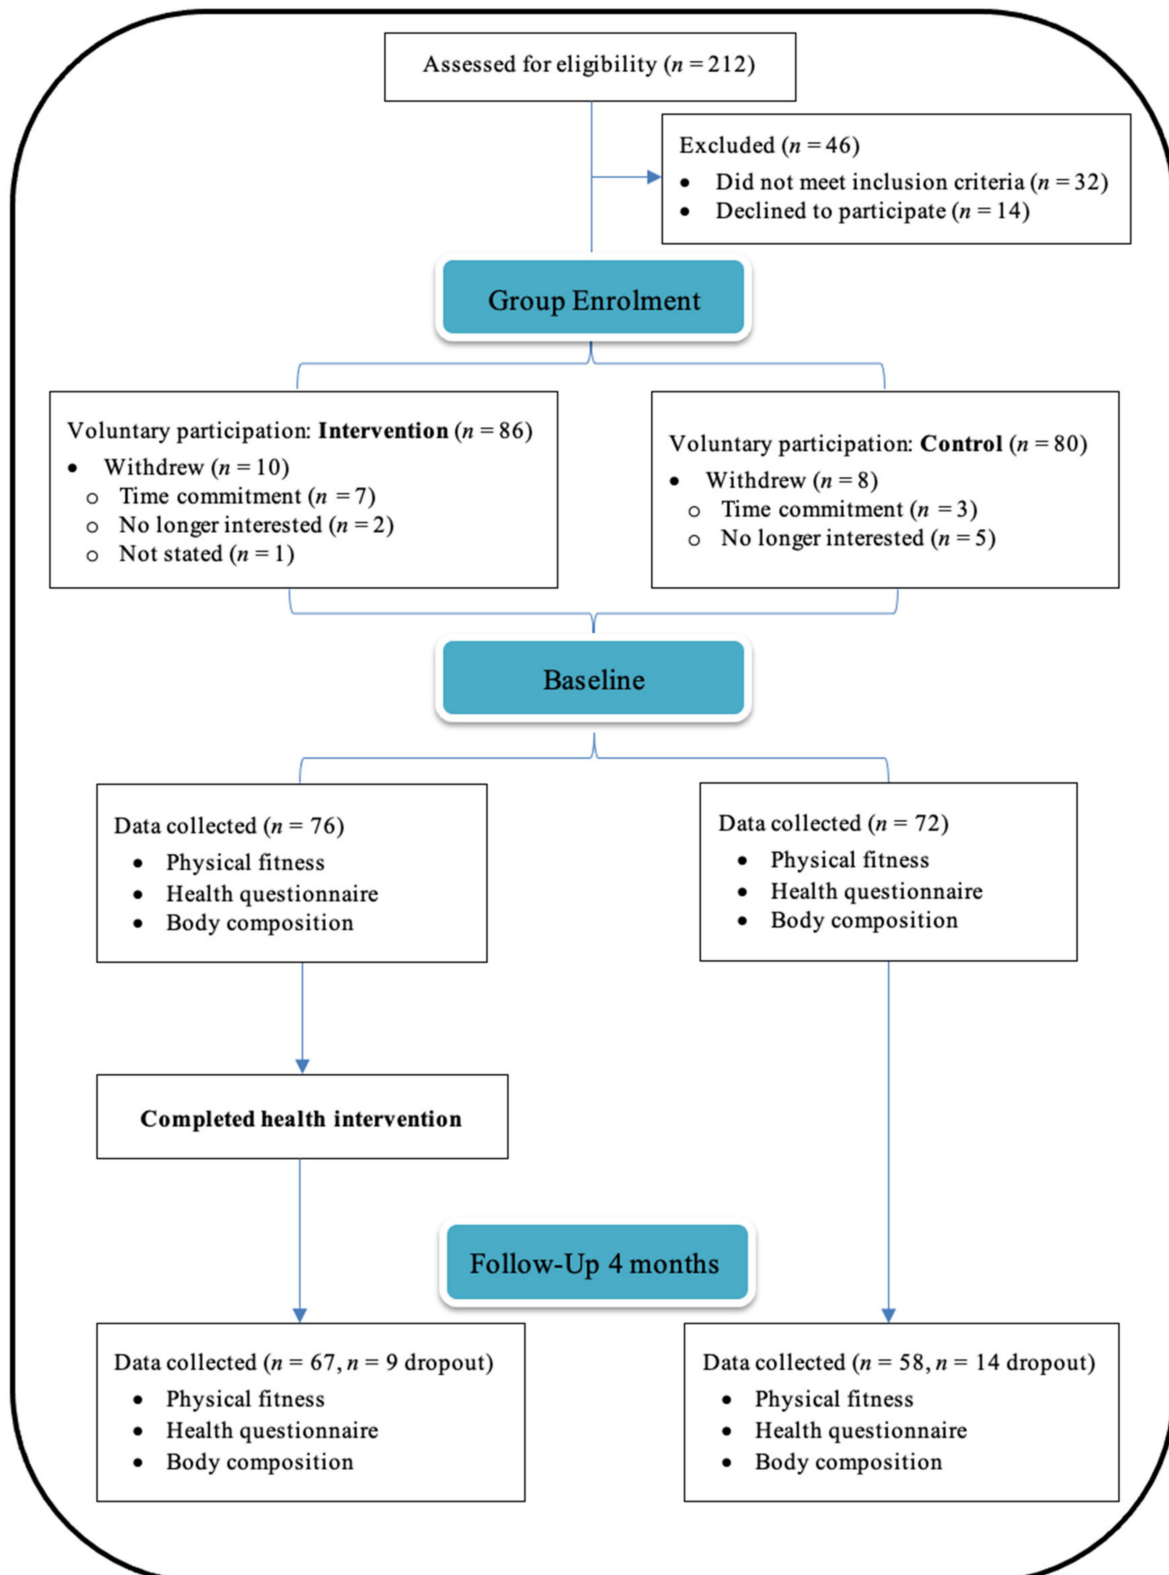 Assessed for eligibility (n = 212)
Excluded (n = 46)
• Did not meet inclusion criteria (n = 32)
• Declined to participate (n = 14)
Group Enrolment
Voluntary participation: Intervention (n = 86)
• Withdrew (n = 10)
o Time commitment (n = 7)
o No longer interested (n = 2)
o Not stated (n = 1)
Voluntary participation: Control (n = 80)
• Withdrew (n = 8)
o Time commitment (n = 3)
o No longer interested (n = 5)
Baseline
Data collected (n = 76)
• Physical fitness
• Health questionnaire
• Body composition
Data collected (n = 72)
• Physical fitness
• Health questionnaire
• Body composition
Completed health intervention
Follow-Up 4 months
Data collected (n = 67, n = 9 dropout)
• Physical fitness
• Health questionnaire
• Body composition
Data collected (n = 58, n = 14 dropout)
• Physical fitness
• Health questionnaire
• Body composition